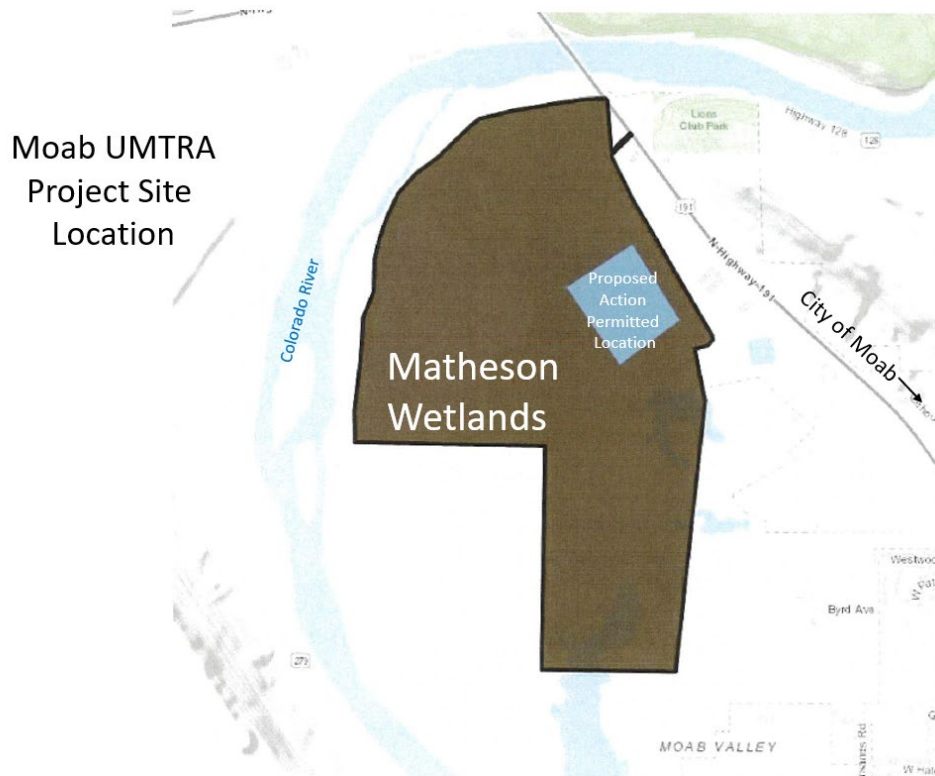 Moab UMTRA
Project Site
Location
Lions
Club Park
Highway 128
128
191
N-Highway-191
Proposed
Action
Permitted
Location
City of Moab
Colorado River
Matheson
Wetlands
Westwo
Byrd Ave
279
MOAB VALLEY